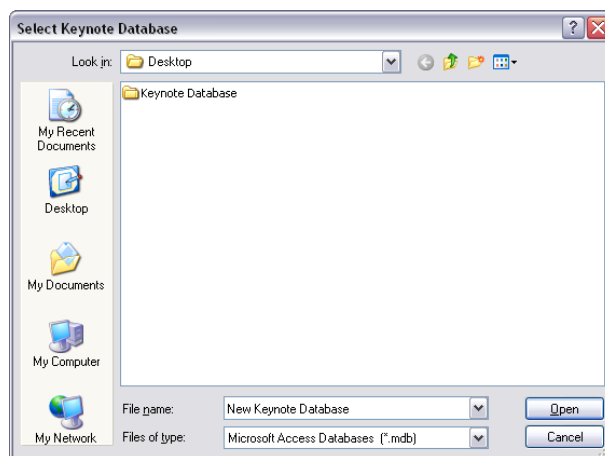 Select Keynote Database
Look in:
Desktop
Keynote Database
My Recent
Documents
Desktop
My Documents
My Computer
My Network
File name:
New Keynote Database
Open
Files of type:
Microsoft Access Databases (*.mdb)
Cancel